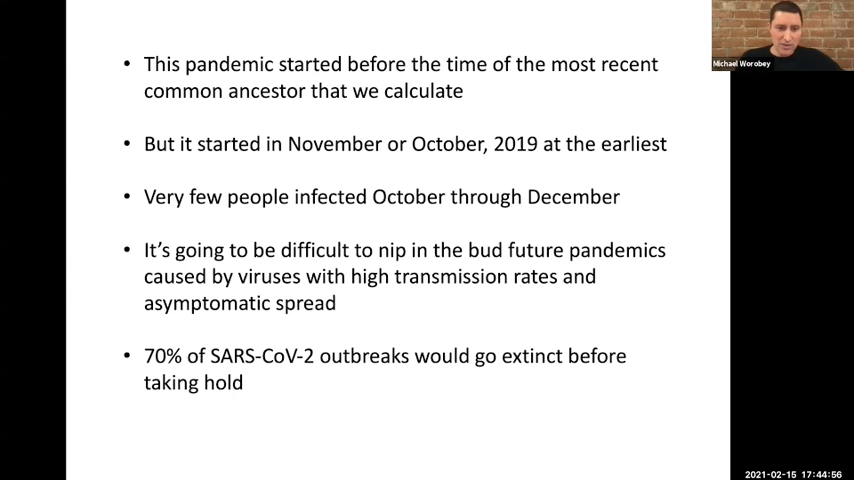 • This pandemic started before the time of the most recent
common ancestor that we calculate
• But it started in November or October, 2019 at the earliest
• Very few people infected October through December
• It's going to be difficult to nip in the bud future pandemics
caused by viruses with high transmission rates and
asymptomatic spread
• 70% of SARS-CoV-2 outbreaks would go extinct before
taking hold
Michael Worobey
2021-02-15 17:44:56